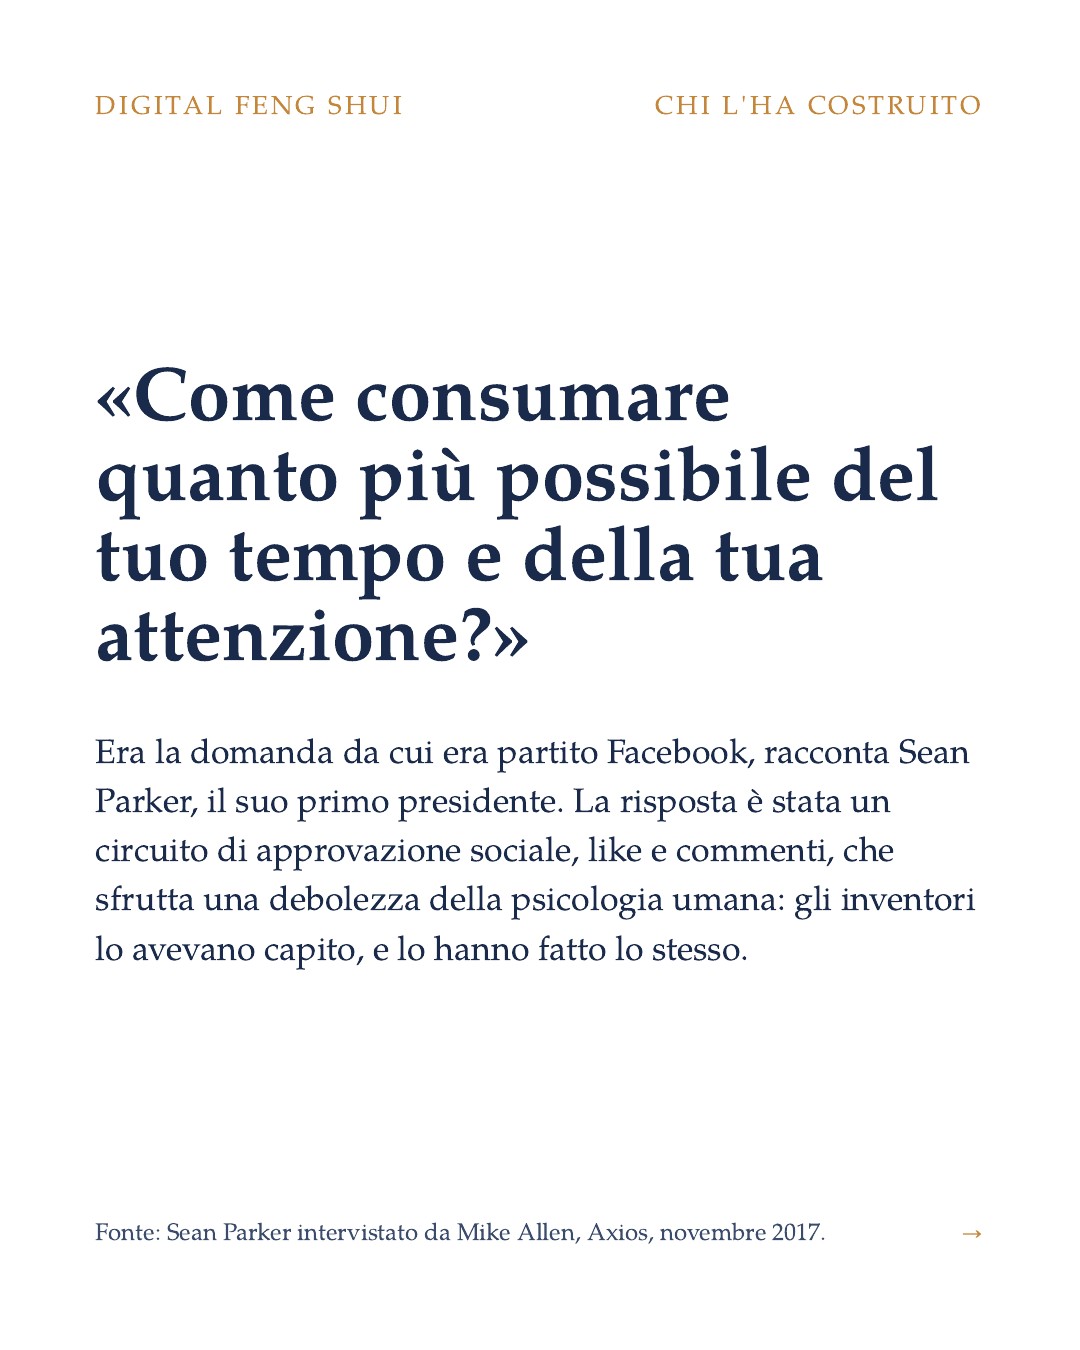 DIGITAL FENG SHUI
CHI L'HA COSTRUITO
«Come consumare
quanto più possibile del
tuo tempo e della tua
attenzione?»
Era la domanda da cui era partito Facebook, racconta Sean
Parker, il suo primo presidente. La risposta è stata un
circuito di approvazione sociale, like e commenti, che
sfrutta una debolezza della psicologia umana: gli inventori
lo avevano capito, e lo hanno fatto lo stesso.
Fonte: Sean Parker intervistato da Mike Allen, Axios, novembre 2017. →